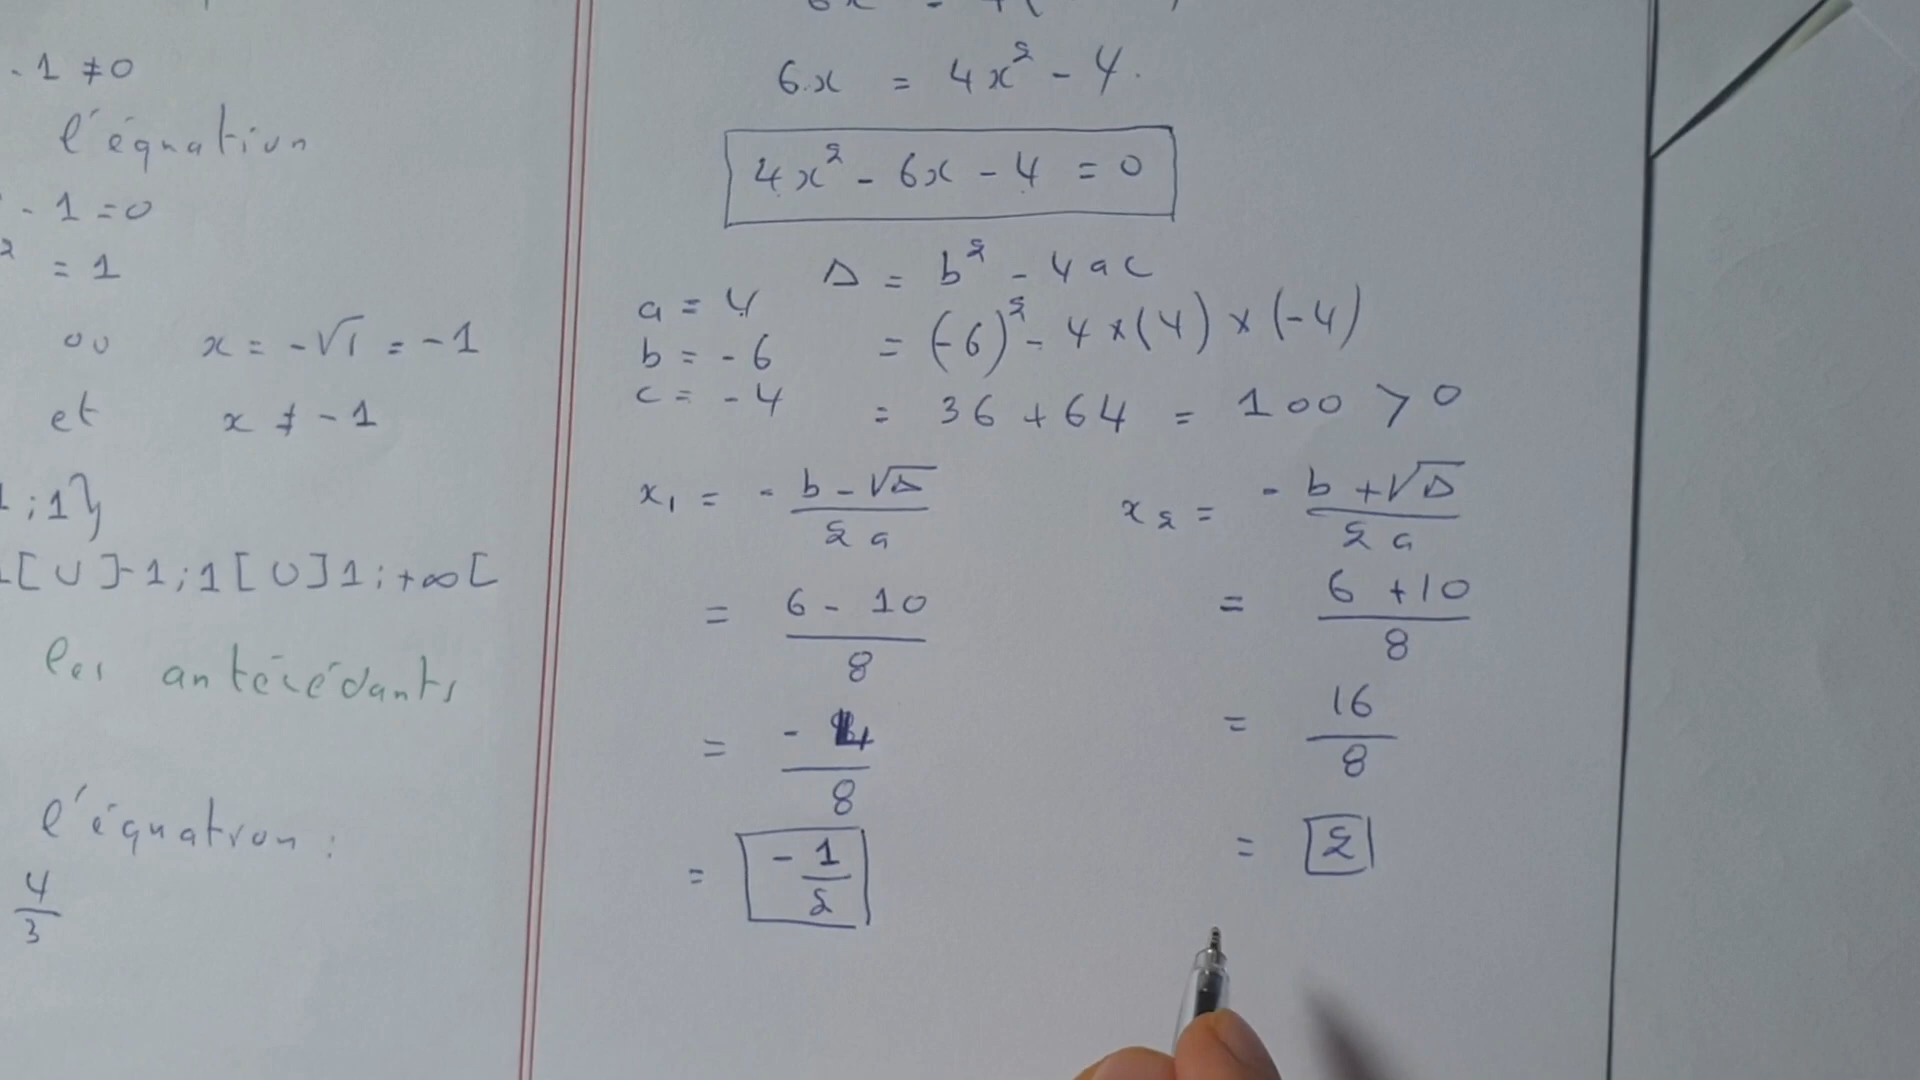 - 1 ≠ 0
l'équation
- 1 = 0
² = 1
ou x = -√1 = -1
et x ≠ -1
;1}
[U]-1;1[U]1;+∞[
les antécédants
l'équation :
4/3
6x = 4x² - 4.
4x² - 6x - 4 = 0
Δ = b² - 4ac
a = 4
b = -6
c = -4
= (-6)² - 4×(4)×(-4)
= 36 + 64 = 100 > 0
x₁ = - b - √Δ / 2a
= 6 - 10 / 8
= -4 / 8
= -1/2
x₂ = - b + √Δ / 2a
= 6 + 10 / 8
= 16 / 8
= 2